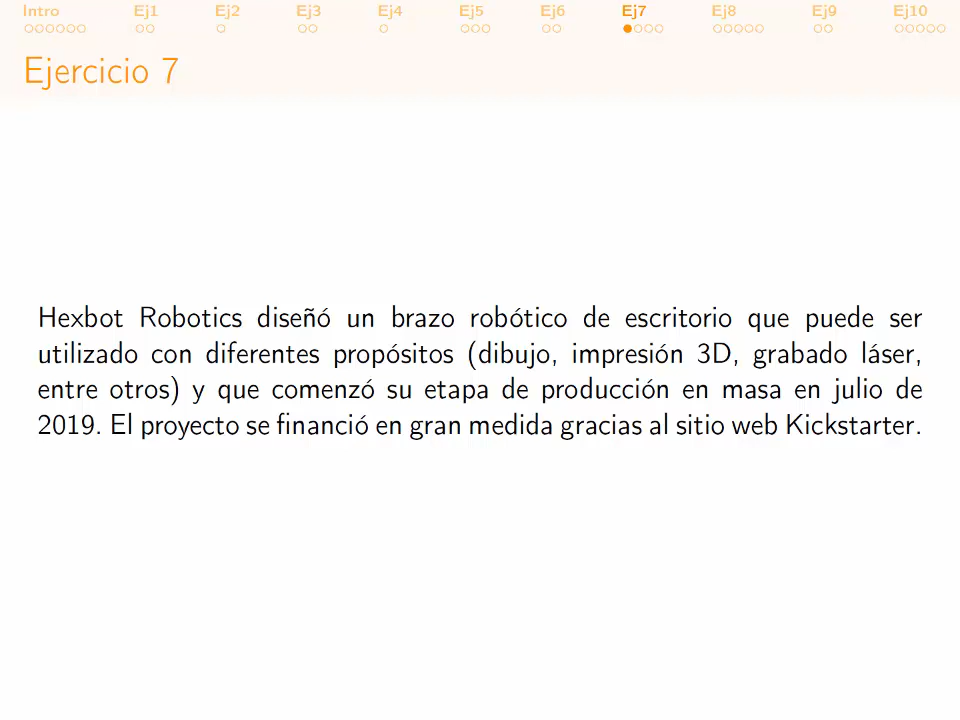 Intro Ej1 Ej2 Ej3 Ej4 Ej5 Ej6 Ej7 Ej8 Ej9 Ej10
Ejercicio 7
Hexbot Robotics diseñó un brazo robótico de escritorio que puede ser
utilizado con diferentes propósitos (dibujo, impresión 3D, grabado láser,
entre otros) y que comenzó su etapa de producción en masa en julio de
2019. El proyecto se financió en gran medida gracias al sitio web Kickstarter.